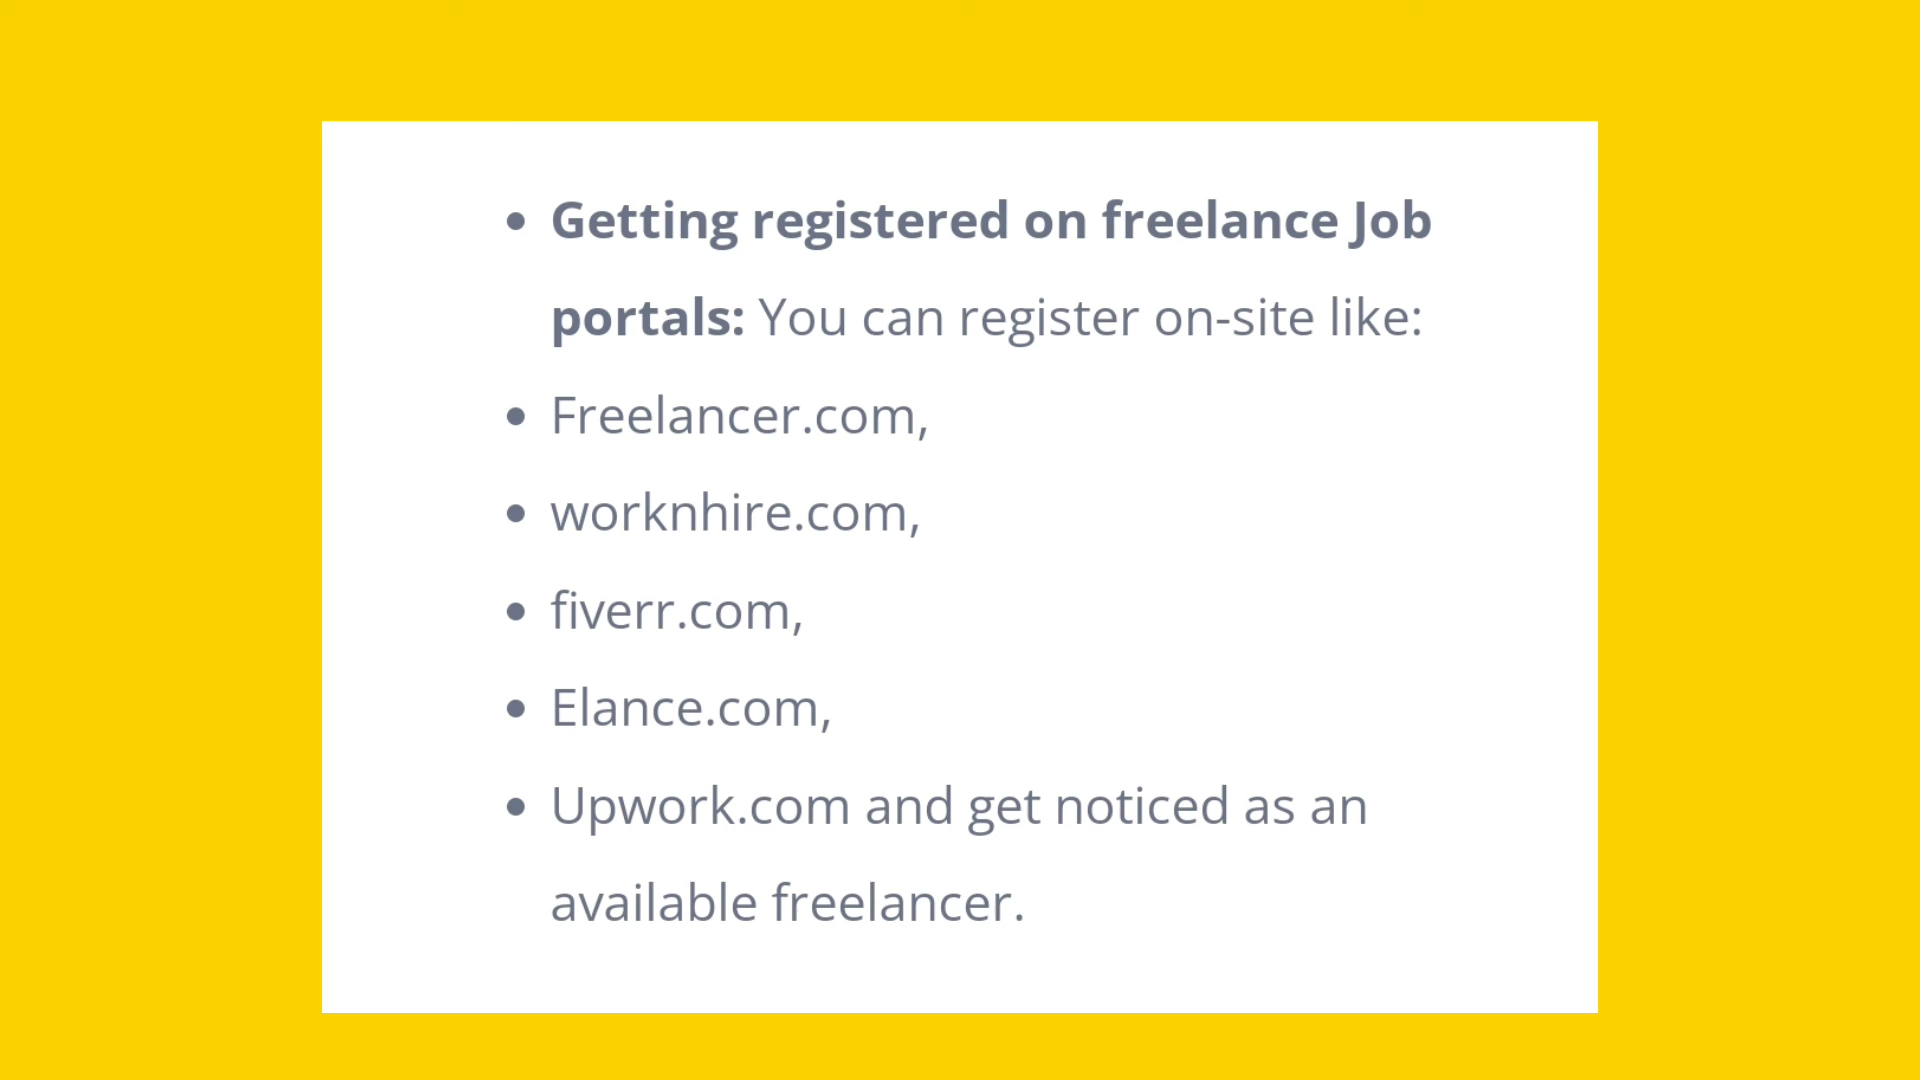 • Getting registered on freelance Job
portals: You can register on-site like:
• Freelancer.com,
• worknhire.com,
• fiverr.com,
• Elance.com,
• Upwork.com and get noticed as an
available freelancer.